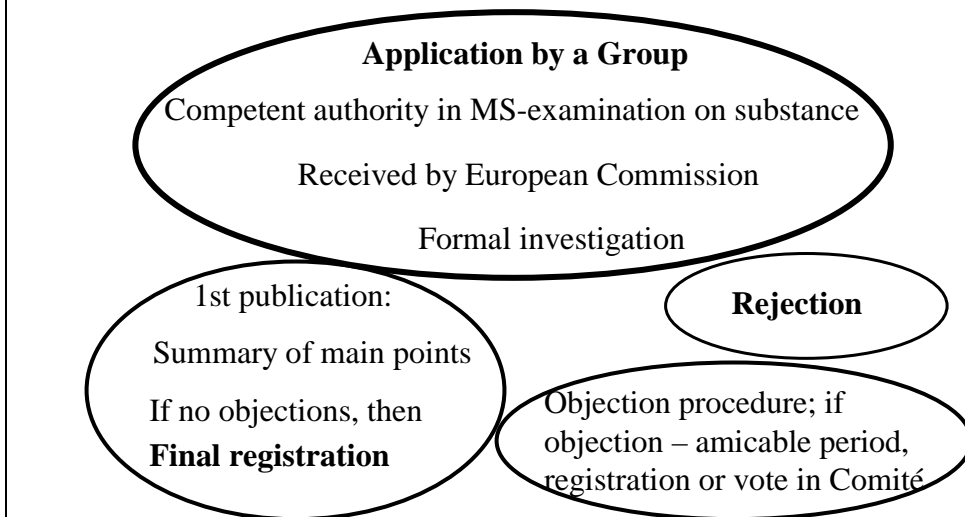 Application by a Group
Competent authority in MS-examination on substance
Received by European Commission
Formal investigation
1st publication:
Summary of main points
If no objections, then
Final registration
Rejection
Objection procedure; if
objection – amicable period,
registration or vote in Comité